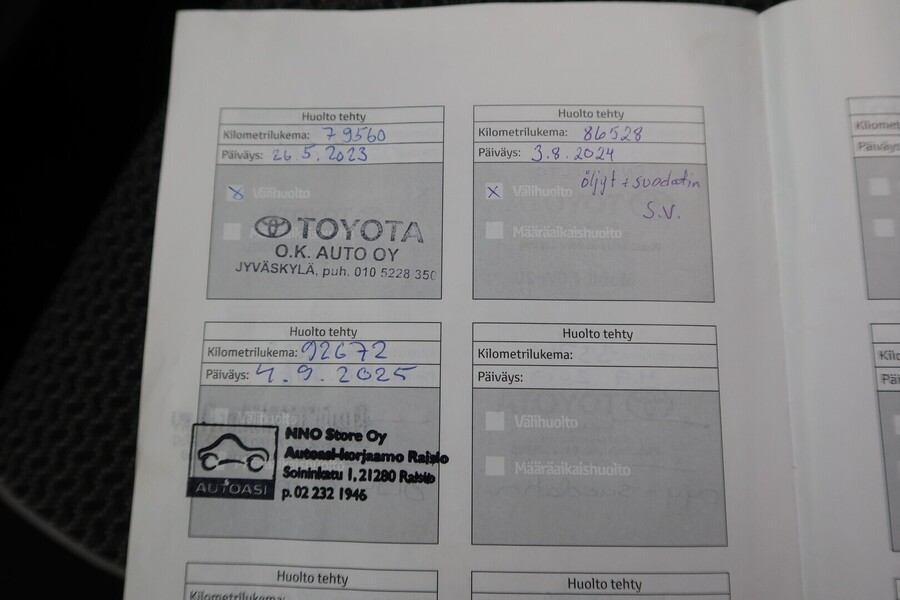 Huolto tehty
Kilometrilukema: 79560
Päiväys: 26.5.2023
Välihuolto
TOYOTA
O.K. AUTO OY
JYVÄSKYLÄ, puh. 010 5228 350
Huolto tehty
Kilometrilukema: 86528
Päiväys: 3.8.2024
Välihuolto
öljyt + suodatin
S.V.
Määräaikaishuolto
Huolto tehty
Kilometrilukema: 92672
Päiväys: 4.9.2025
NNO Store Oy
Autoasi-korjaamo Raisio
Soininkatu 1, 21280 Raisio
p. 02 232 1946
AUTOASI
Huolto tehty
Kilometrilukema:
Päiväys:
Välihuolto
Määräaikaishuolto
Huolto tehty
Kilometrilukema:
Huolto tehty